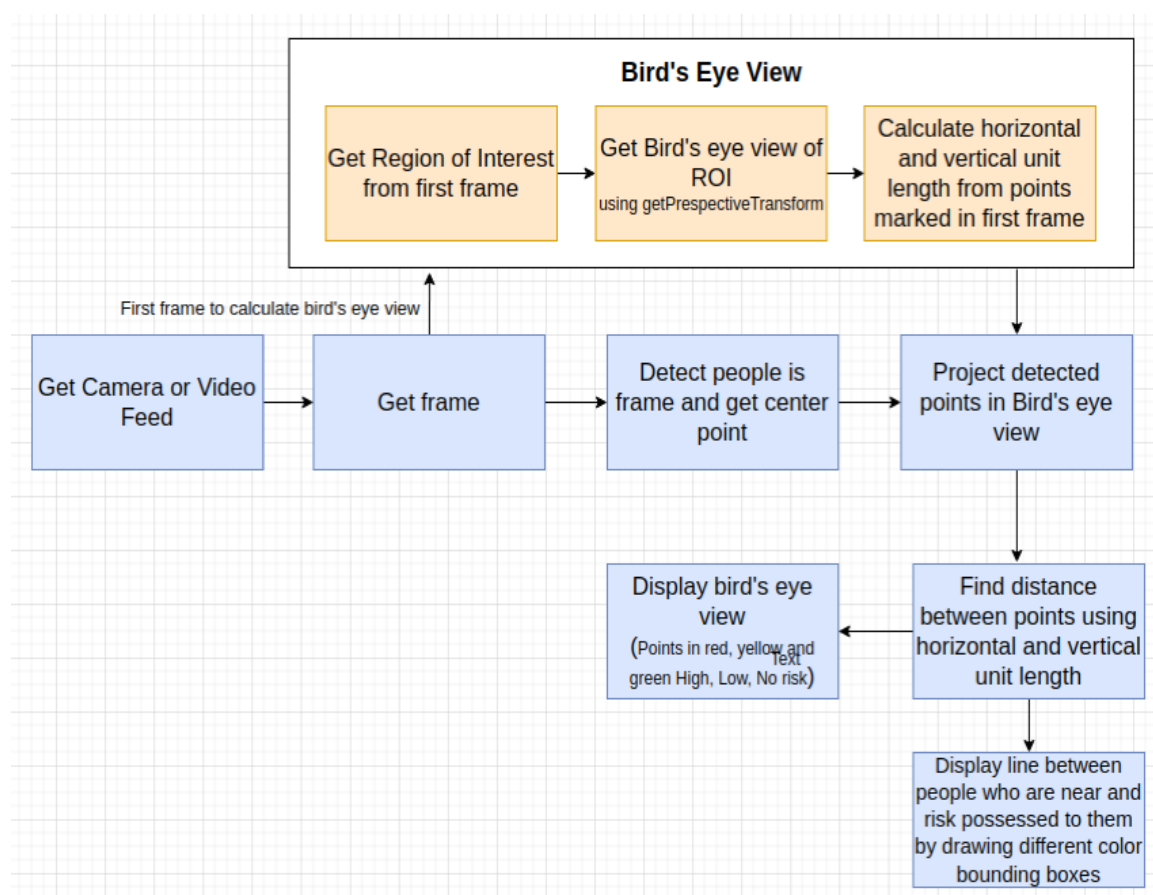 Bird's Eye View
Get Region of Interest
from first frame
Get Bird's eye view of
ROI
using getPrespectiveTransform
Calculate horizontal
and vertical unit
length from points
marked in first frame
First frame to calculate bird's eye view
Get Camera or Video
Feed
Get frame
Detect people is
frame and get center
point
Project detected
points in Bird's eye
view
Display bird's eye
view
(Points in red, yellow and
Text
green High, Low, No risk)
Find distance
between points using
horizontal and vertical
unit length
Display line between
people who are near and
risk possessed to them
by drawing different color
bounding boxes